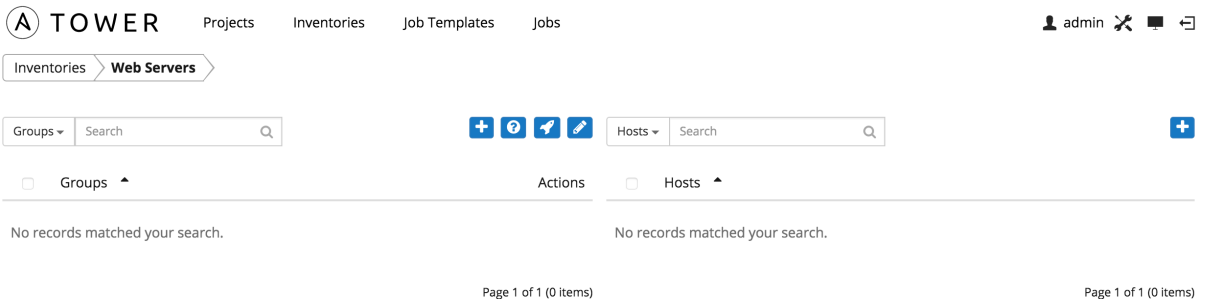 A TOWER Projects Inventories Job Templates Jobs admin
Inventories Web Servers
Groups Search Hosts Search
Groups Actions Hosts
No records matched your search. No records matched your search.
Page 1 of 1 (0 items) Page 1 of 1 (0 items)